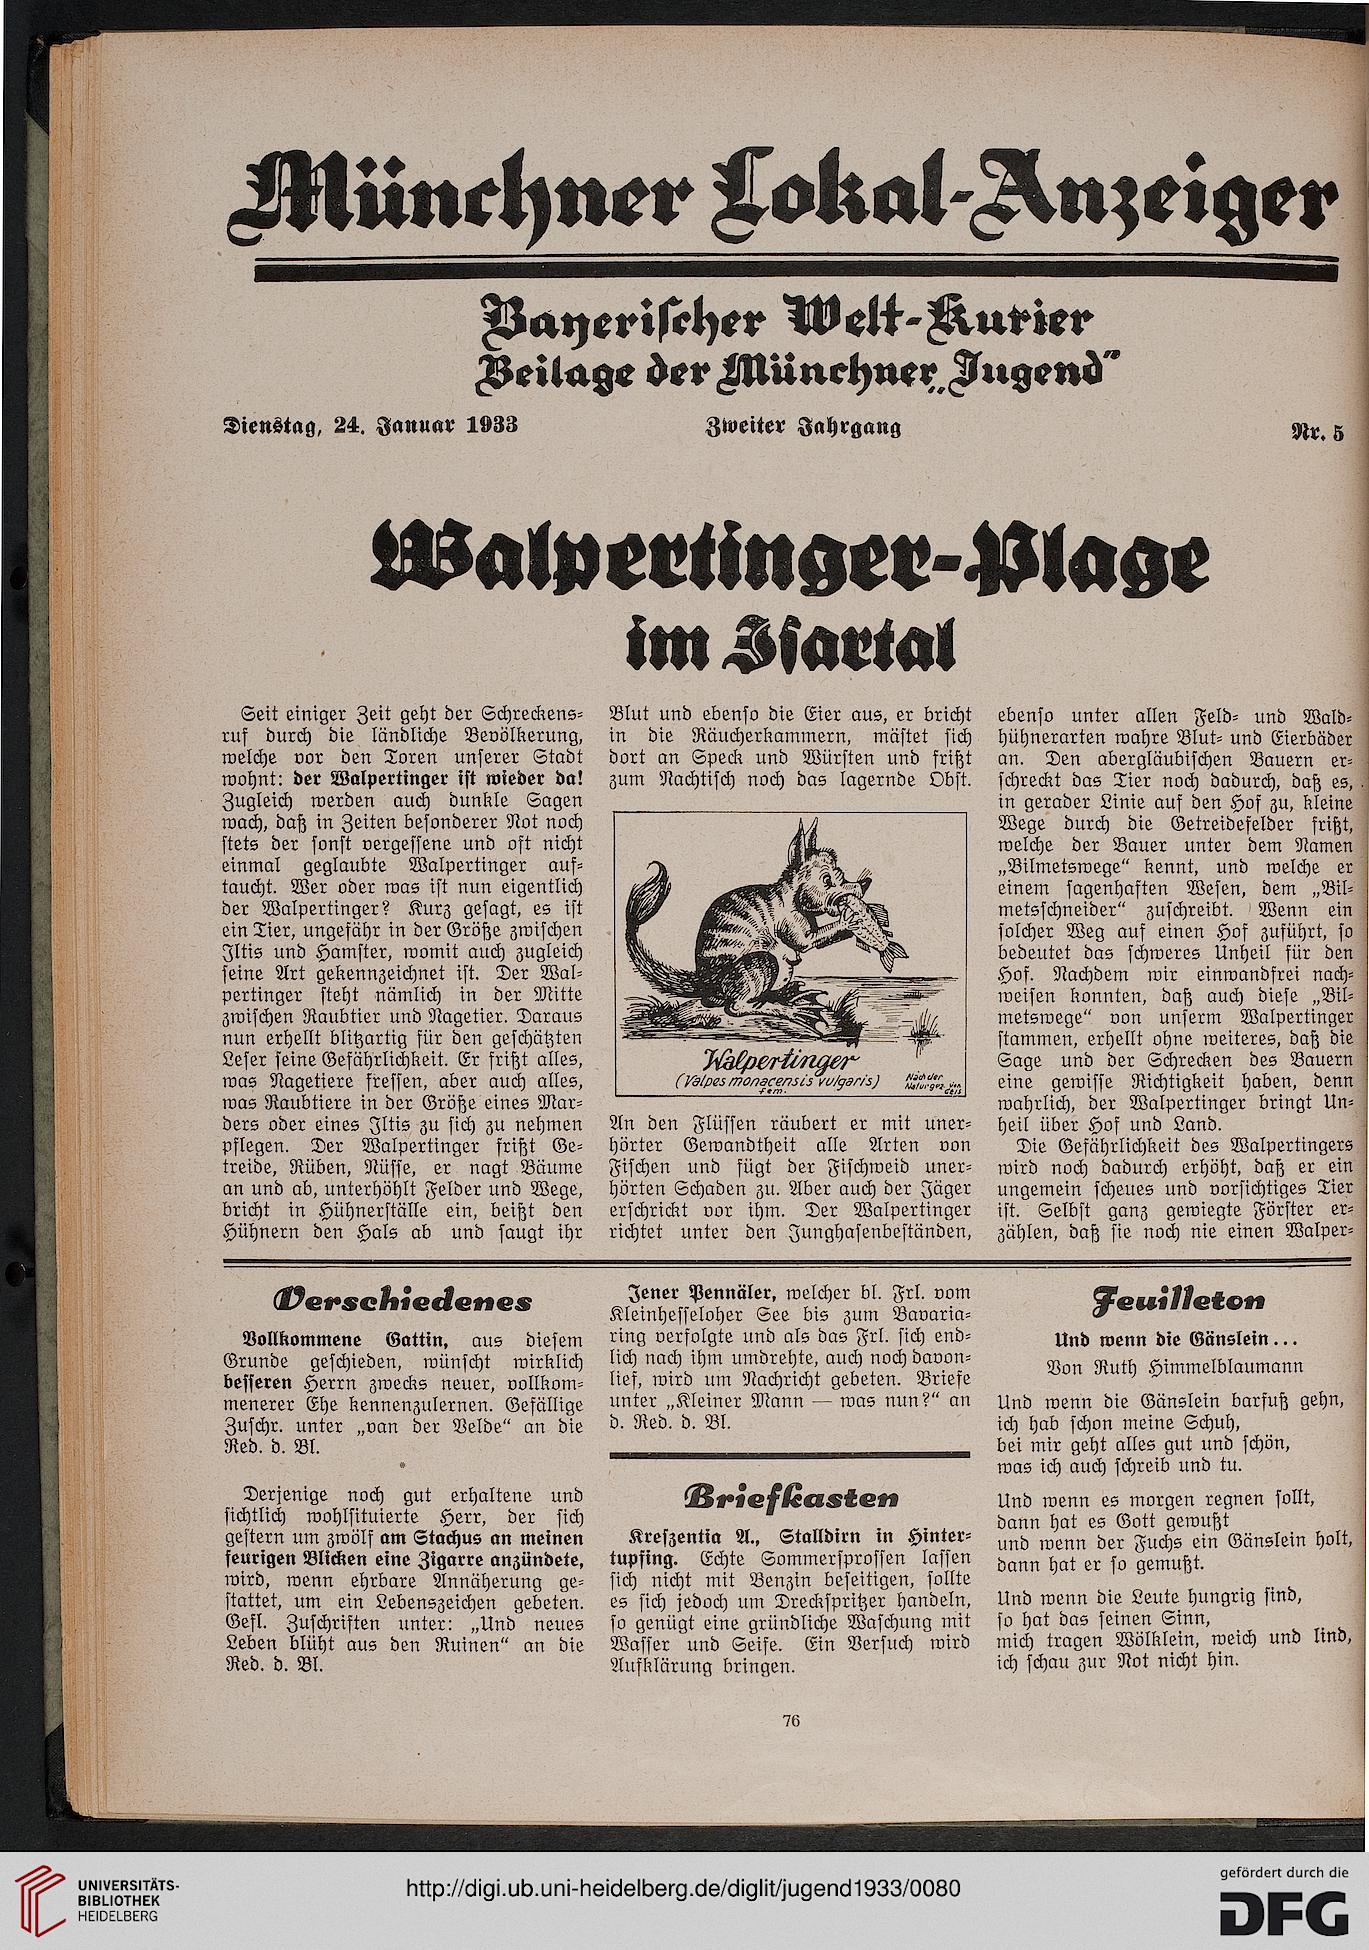 Münchner Lokal-Anzeiger
Bayerischer Welt-Kurier
Beilage der Münchner „Jugend"
Dienstag, 24. Januar 1933
Zweiter Jahrgang
Nr. 5
Walpertinger-Plage
im Isartal
Seit einiger Zeit geht der Schreckens-
ruf durch die ländliche Bevölkerung,
welche vor den Toren unserer Stadt
wohnt: der Walpertinger ist wieder da!
Zugleich werden auch dunkle Sagen
wach, daß in Zeiten besonderer Not noch
stets der sonst vergessene und oft nicht
einmal geglaubte Walpertinger auf-
taucht. Wer oder was ist nun eigentlich
der Walpertinger? Kurz gesagt, es ist
ein Tier, ungefähr in der Größe zwischen
Iltis und Hamster, womit auch zugleich
seine Art gekennzeichnet ist. Der Wal-
pertinger steht nämlich in der Mitte
zwischen Raubtier und Nagetier. Daraus
nun erhellt blitzartig für den geschätzten
Leser seine Gefährlichkeit. Er frißt alles,
was Nagetiere fressen, aber auch alles,
was Raubtiere in der Größe eines Mar-
ders oder eines Iltis zu sich zu nehmen
pflegen. Der Walpertinger frißt Ge-
treide, Rüben, Nüsse, er nagt Bäume
an und ab, unterhöhlt Felder und Wege,
bricht in Hühnerställe ein, beißt den
Hühnern den Hals ab und saugt ihr
Blut und ebenso die Eier aus, er bricht
in die Räucherkammern, mästet sich
dort an Speck und Würsten und frißt
zum Nachtisch noch das lagernde Obst.
Walpertinger
(Valpes monacensis vulgaris)
fem.
Nach der
Naturgez. von
An den Flüssen räubert er mit uner-
hörter Gewandtheit alle Arten von
Fischen und fügt der Fischweid uner-
hörten Schaden zu. Aber auch der Jäger
erschrickt vor ihm. Der Walpertinger
richtet unter den Junghasenbeständen,
ebenso unter allen Feld- und Wald-
hühnerarten wahre Blut- und Eierbäder
an. Den abergläubischen Bauern er-
schreckt das Tier noch dadurch, daß es,
in gerader Linie auf den Hof zu, kleine
Wege durch die Getreidefelder frißt,
welche der Bauer unter dem Namen
„Bilmetswege“ kennt, und welche er
einem sagenhaften Wesen, dem „Bil-
metsschneider“ zuschreibt. Wenn ein
solcher Weg auf einen Hof zuführt, so
bedeutet das schweres Unheil für den
Hof. Nachdem wir einwandfrei nach-
weisen konnten, daß auch diese „Bil-
metswege“ von unserm Walpertinger
stammen, erhellt ohne weiteres, daß die
Sage und der Schrecken des Bauern
eine gewisse Richtigkeit haben, denn
wahrlich, der Walpertinger bringt Un-
heil über Hof und Land.
Die Gefährlichkeit des Walpertingers
wird noch dadurch erhöht, daß er ein
ungemein scheues und vorsichtiges Tier
ist. Selbst ganz gewiegte Förster er-
zählen, daß sie noch nie einen Walper-
Verschiedenes
Vollkommene Gattin, aus diesem
Grunde geschieden, wünscht wirklich
besseren Herrn zwecks neuer, vollkom-
menerer Ehe kennenzulernen. Gefällige
Zuschr. unter „van der Velde“ an die
Red. d. Bl.
*
Derjenige noch gut erhaltene und
sichtlich wohlsituierte Herr, der sich
gestern um zwölf am Stachus an meinen
feurigen Blicken eine Zigarre anzündete,
wird, wenn ehrbare Annäherung ge-
stattet, um ein Lebenszeichen gebeten.
Gefl. Zuschriften unter: „Und neues
Leben blüht aus den Ruinen“ an die
Red. d. Bl.
Jener Pennäler, welcher bl. Frl. vom
Kleinhesseloher See bis zum Bavaria-
ring verfolgte und als das Frl. sich end-
lich nach ihm umdrehte, auch noch davon-
lief, wird um Nachricht gebeten. Briefe
unter „Kleiner Mann — was nun?“ an
d. Red. d. Bl.
Briefkasten
Kreszentia A., Stalldirn in Hinter-
tupfing. Echte Sommersprossen lassen
sich nicht mit Benzin beseitigen, sollte
es sich jedoch um Dreckspritzer handeln,
so genügt eine gründliche Waschung mit
Wasser und Seife. Ein Versuch wird
Aufklärung bringen.
Feuilleton
Und wenn die Gänslein...
Von Ruth Himmelblaumann
Und wenn die Gänslein barfuß gehn,
ich hab schon meine Schuh,
bei mir geht alles gut und schön,
was ich auch schreib und tu.
Und wenn es morgen regnen sollt,
dann hat es Gott gewußt
und wenn der Fuchs ein Gänslein holt,
dann hat er so gemußt.
Und wenn die Leute hungrig sind,
so hat das seinen Sinn,
mich tragen Wölklein, weich und lind,
ich schau zur Not nicht hin.
76
UNIVERSITÄTS-
BIBLIOTHEK
HEIDELBERG
http://digi.ub.uni-heidelberg.de/diglit/jugend1933/0080
gefördert durch die
DFG